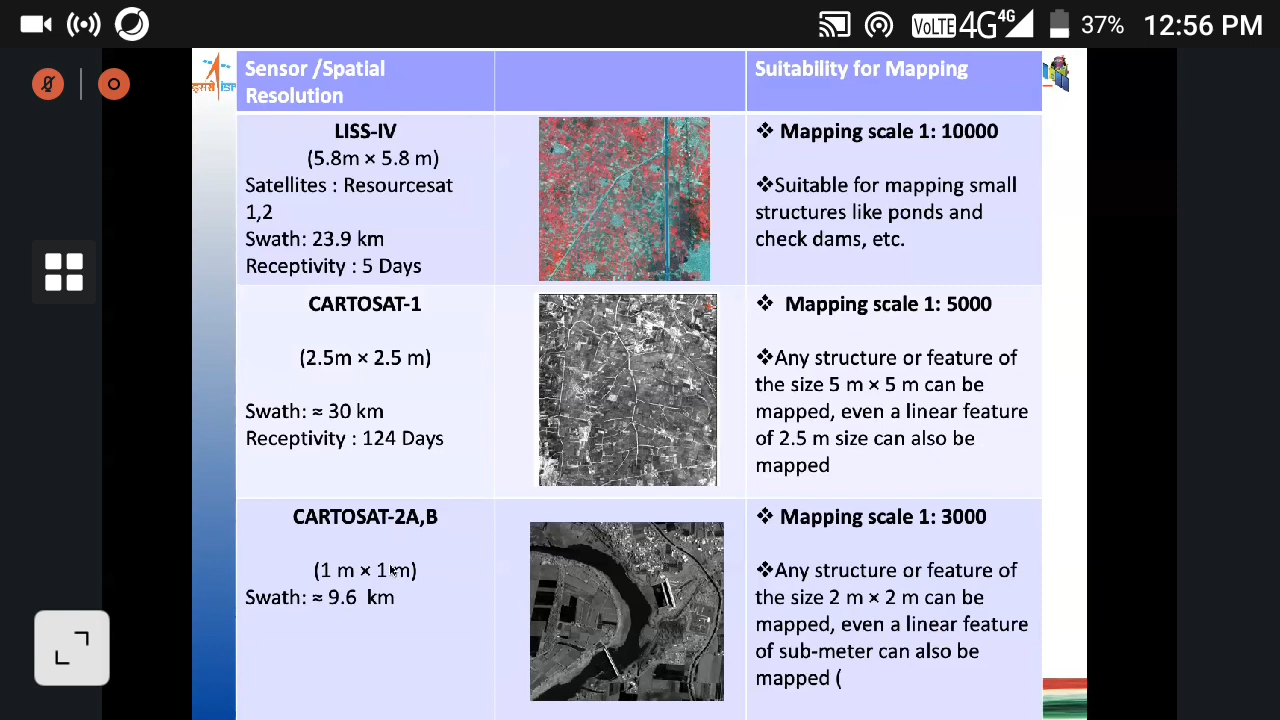 VoLTE 4G 4G 37% 12:56 PM
इसरो isr
Sensor /Spatial
Resolution
Suitability for Mapping
LISS-IV
(5.8m × 5.8 m)
Satellites : Resourcesat
1,2
Swath: 23.9 km
Receptivity : 5 Days
❖ Mapping scale 1: 10000
❖Suitable for mapping small
structures like ponds and
check dams, etc.
CARTOSAT-1
(2.5m × 2.5 m)
Swath: ≈ 30 km
Receptivity : 124 Days
❖ Mapping scale 1: 5000
❖Any structure or feature of
the size 5 m × 5 m can be
mapped, even a linear feature
of 2.5 m size can also be
mapped
CARTOSAT-2A,B
(1 m × 1 m)
Swath: ≈ 9.6 km
❖ Mapping scale 1: 3000
❖Any structure or feature of
the size 2 m × 2 m can be
mapped, even a linear feature
of sub-meter can also be
mapped (